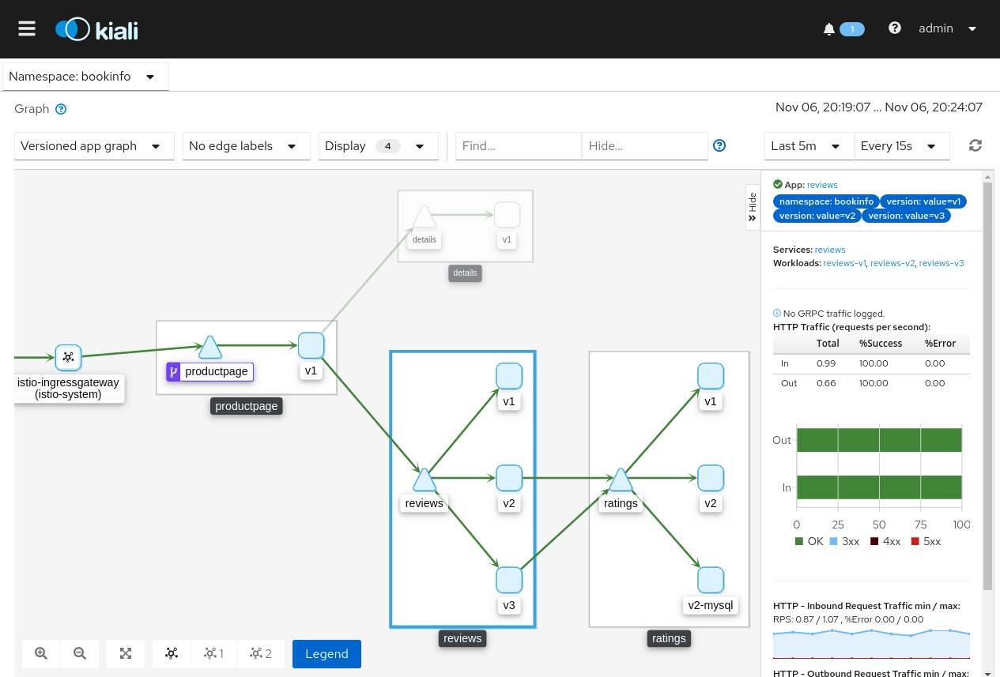 kiali
1
admin
Namespace: bookinfo
Graph
Nov 06, 20:19:07 ... Nov 06, 20:24:07
Versioned app graph
No edge labels
Display 4
Find...
Hide...
Last 5m
Every 15s
Hide
details
v1
details
istio-ingressgateway
(istio-system)
productpage
v1
productpage
reviews
v1
v2
v3
reviews
ratings
v1
v2
v2-mysql
ratings
1
2
Legend
App: reviews
namespace: bookinfo version: value=v1
version: value=v2 version: value=v3
Services: reviews
Workloads: reviews-v1, reviews-v2, reviews-v3
No GRPC traffic logged.
HTTP Traffic (requests per second):
Total %Success %Error
In 0.99 100.00 0.00
Out 0.66 100.00 0.00
Out
In
0 25 50 75 100
OK 3xx 4xx 5xx
HTTP - Inbound Request Traffic min / max:
RPS: 0.87 / 1.07 , %Error 0.00 / 0.00
HTTP - Outbound Request Traffic min / max: